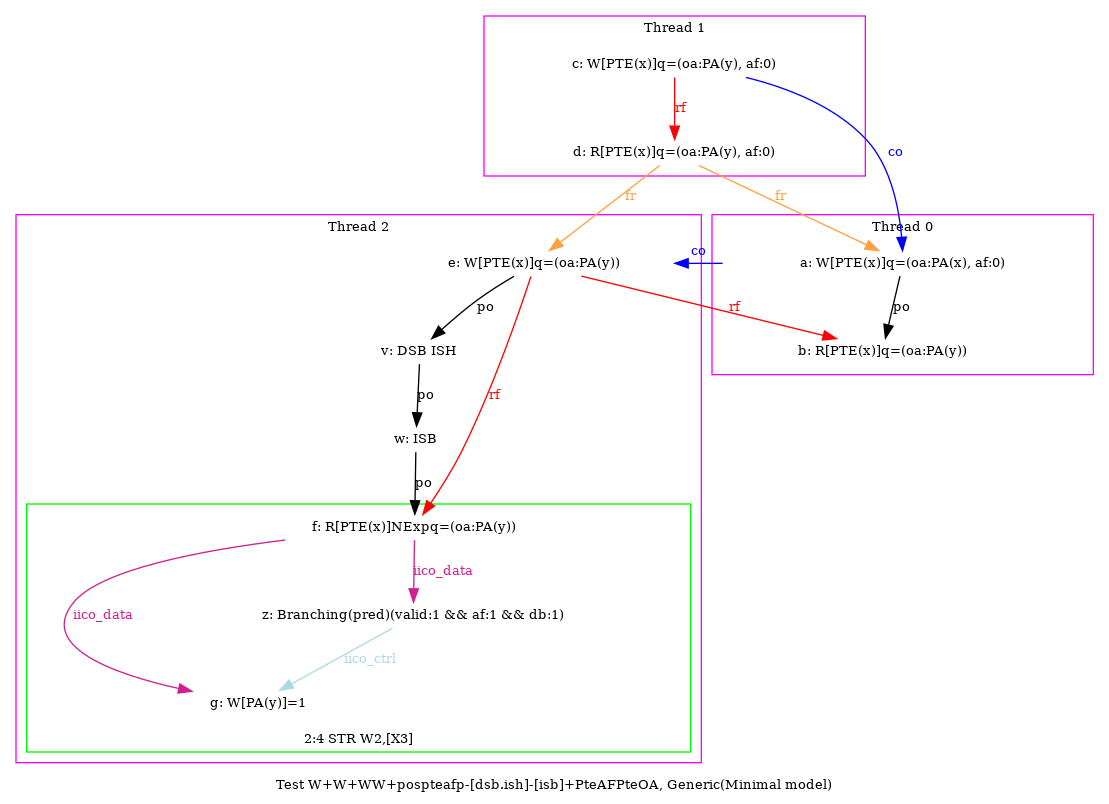 Thread 1
c: W[PTE(x)]q=(oa:PA(y), af:0)
rf
co
d: R[PTE(x)]q=(oa:PA(y), af:0)
fr
fr
Thread 2
Thread 0
co
e: W[PTE(x)]q=(oa:PA(y))
a: W[PTE(x)]q=(oa:PA(x), af:0)
po
rf
po
v: DSB ISH
b: R[PTE(x)]q=(oa:PA(y))
po
rf
w: ISB
po
f: R[PTE(x)]NExpq=(oa:PA(y))
iico_data
iico_data
z: Branching(pred)(valid:1 && af:1 && db:1)
iico_ctrl
g: W[PA(y)]=1
2:4 STR W2,[X3]
Test W+W+WW+pospteafp-[dsb.ish]-[isb]+PteAFPteOA, Generic(Minimal model)